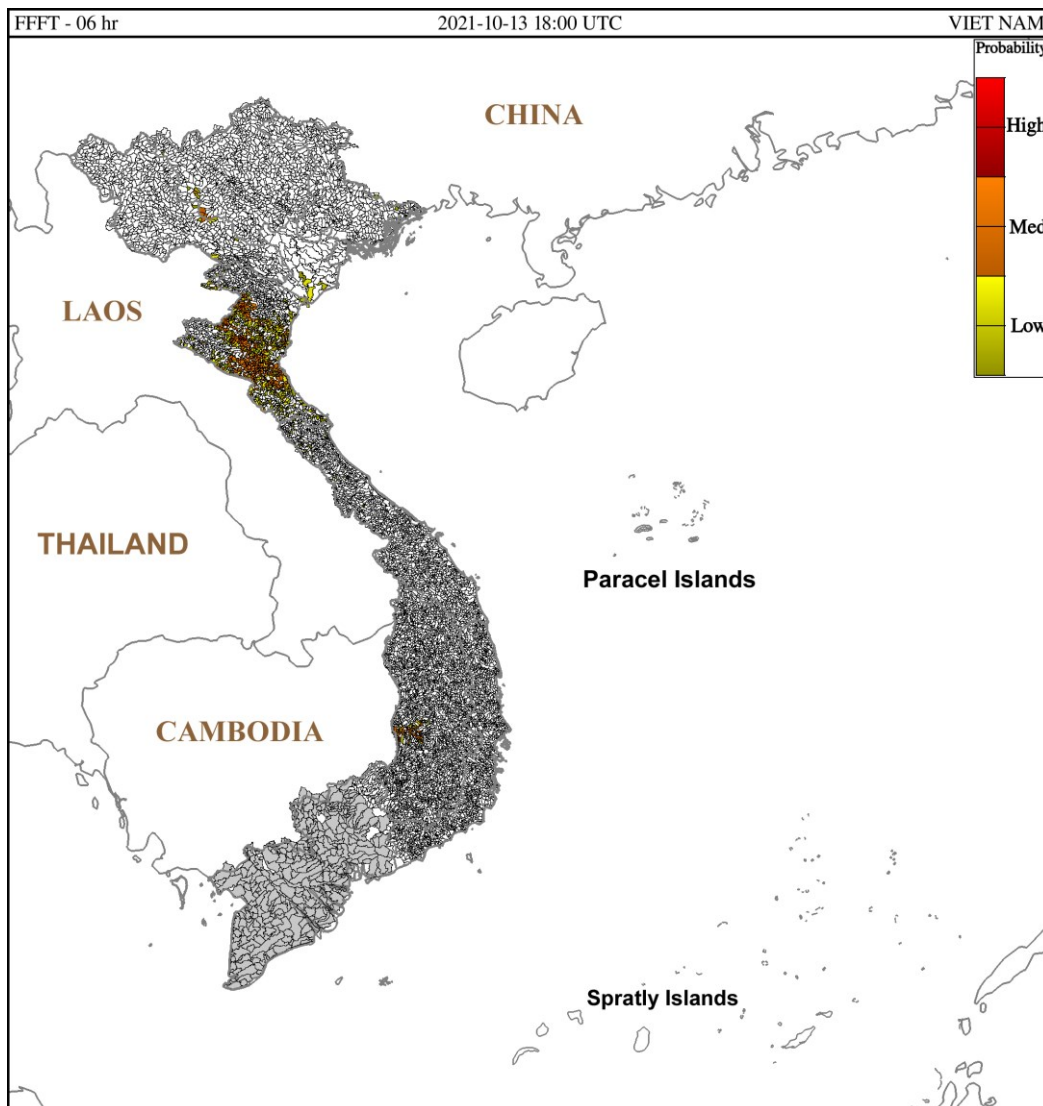 FFFT - 06 hr 2021-10-13 18:00 UTC VIET NAM
Probability
CHINA
High
Med
LAOS
Low
THAILAND
Paracel Islands
CAMBODIA
Spratly Islands